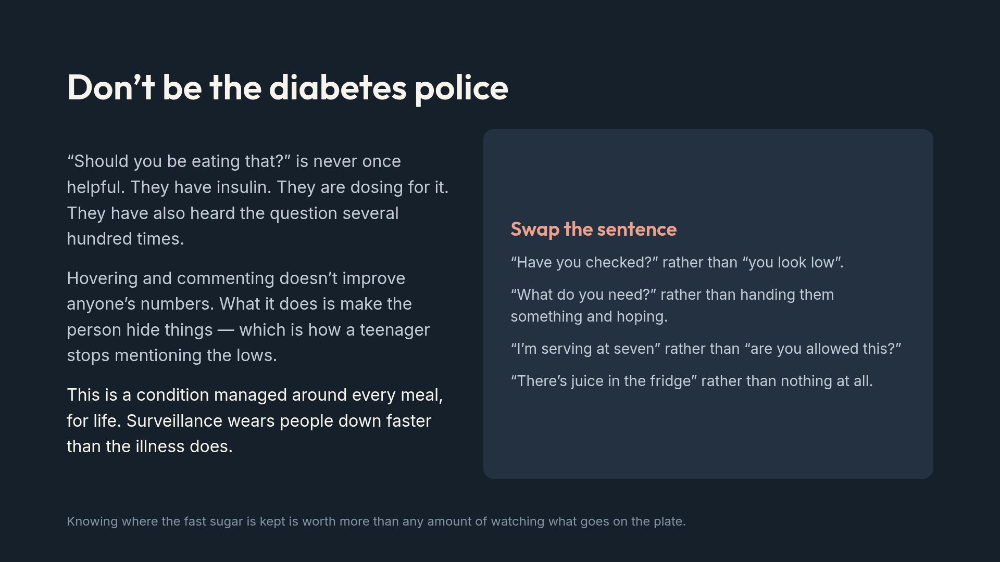 Don’t be the diabetes police
“Should you be eating that?” is never once
helpful. They have insulin. They are dosing for it.
They have also heard the question several
hundred times.
Hovering and commenting doesn’t improve
anyone’s numbers. What it does is make the
person hide things — which is how a teenager
stops mentioning the lows.
This is a condition managed around every meal,
for life. Surveillance wears people down faster
than the illness does.
Swap the sentence
“Have you checked?” rather than “you look low”.
“What do you need?” rather than handing them
something and hoping.
“I’m serving at seven” rather than “are you allowed this?”
“There’s juice in the fridge” rather than nothing at all.
Knowing where the fast sugar is kept is worth more than any amount of watching what goes on the plate.